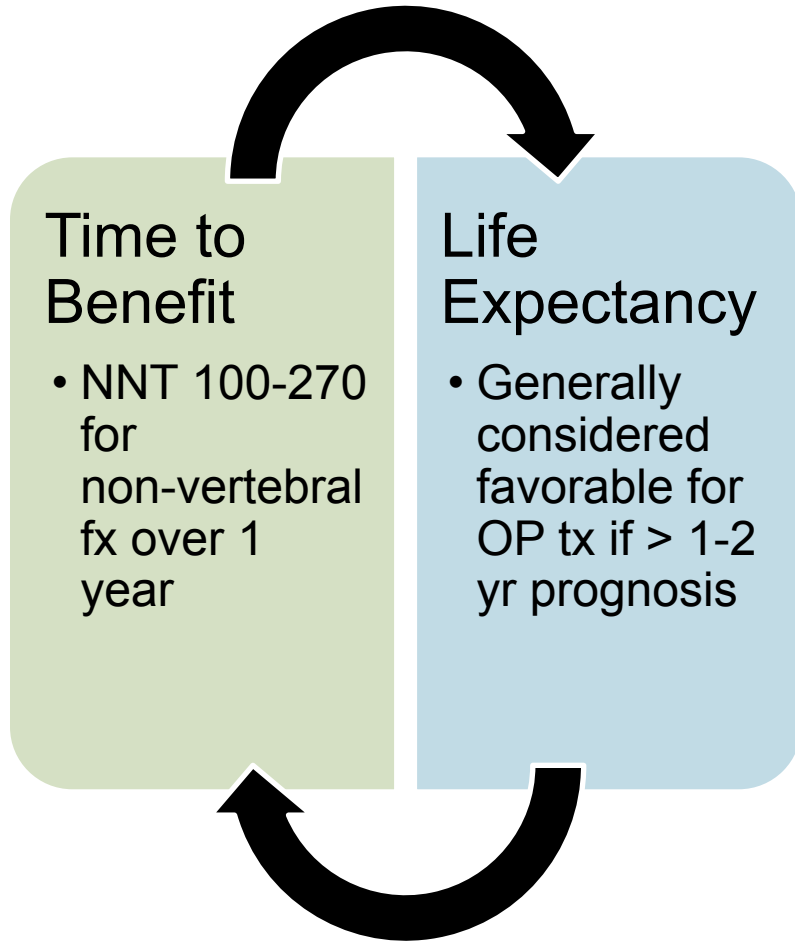 Time to
Benefit
• NNT 100-270
for
non-vertebral
fx over 1
year
Life
Expectancy
• Generally
considered
favorable for
OP tx if > 1-2
yr prognosis